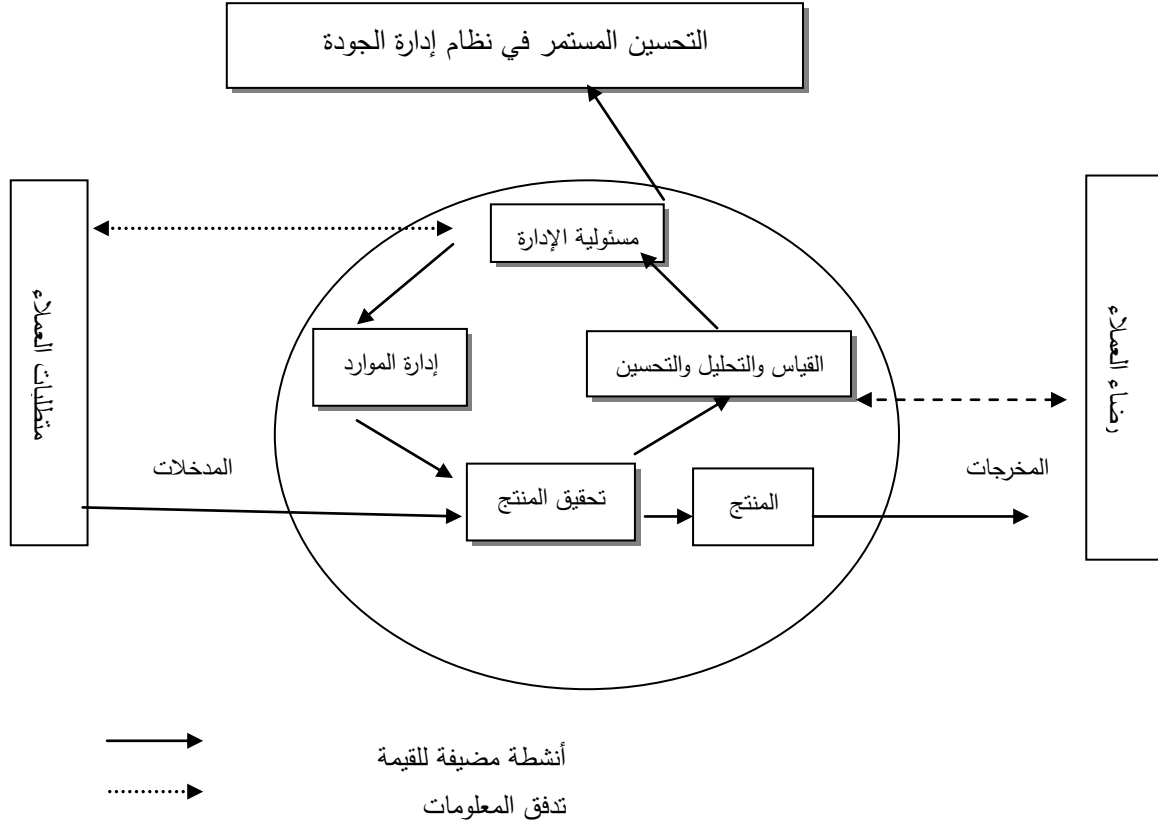 التحسين المستمر في نظام إدارة الجودة
مسئولية الإدارة
متطلبات العملاء
رضاء العملاء
إدارة الموارد
القياس والتحليل والتحسين
المدخلات
المخرجات
تحقيق المنتج
المنتج
أنشطة مضيفة للقيمة
تدفق المعلومات